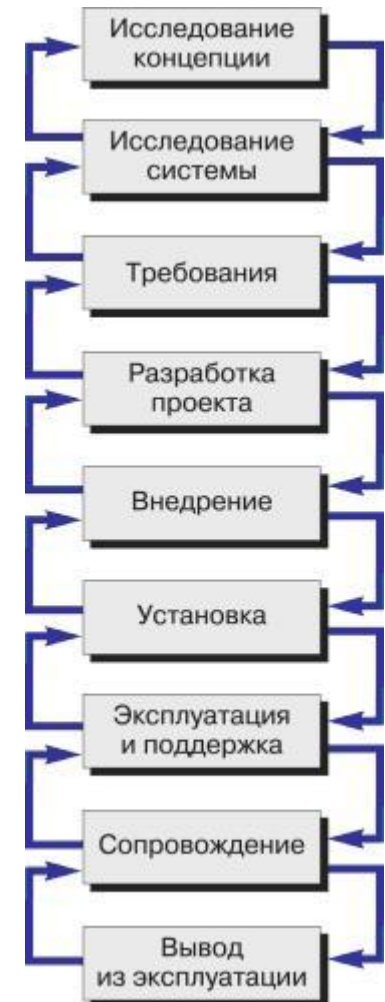 Исследование
концепции
Исследование
системы
Требования
Разработка
проекта
Внедрение
Установка
Эксплуатация
и поддержка
Сопровождение
Вывод
из эксплуатации